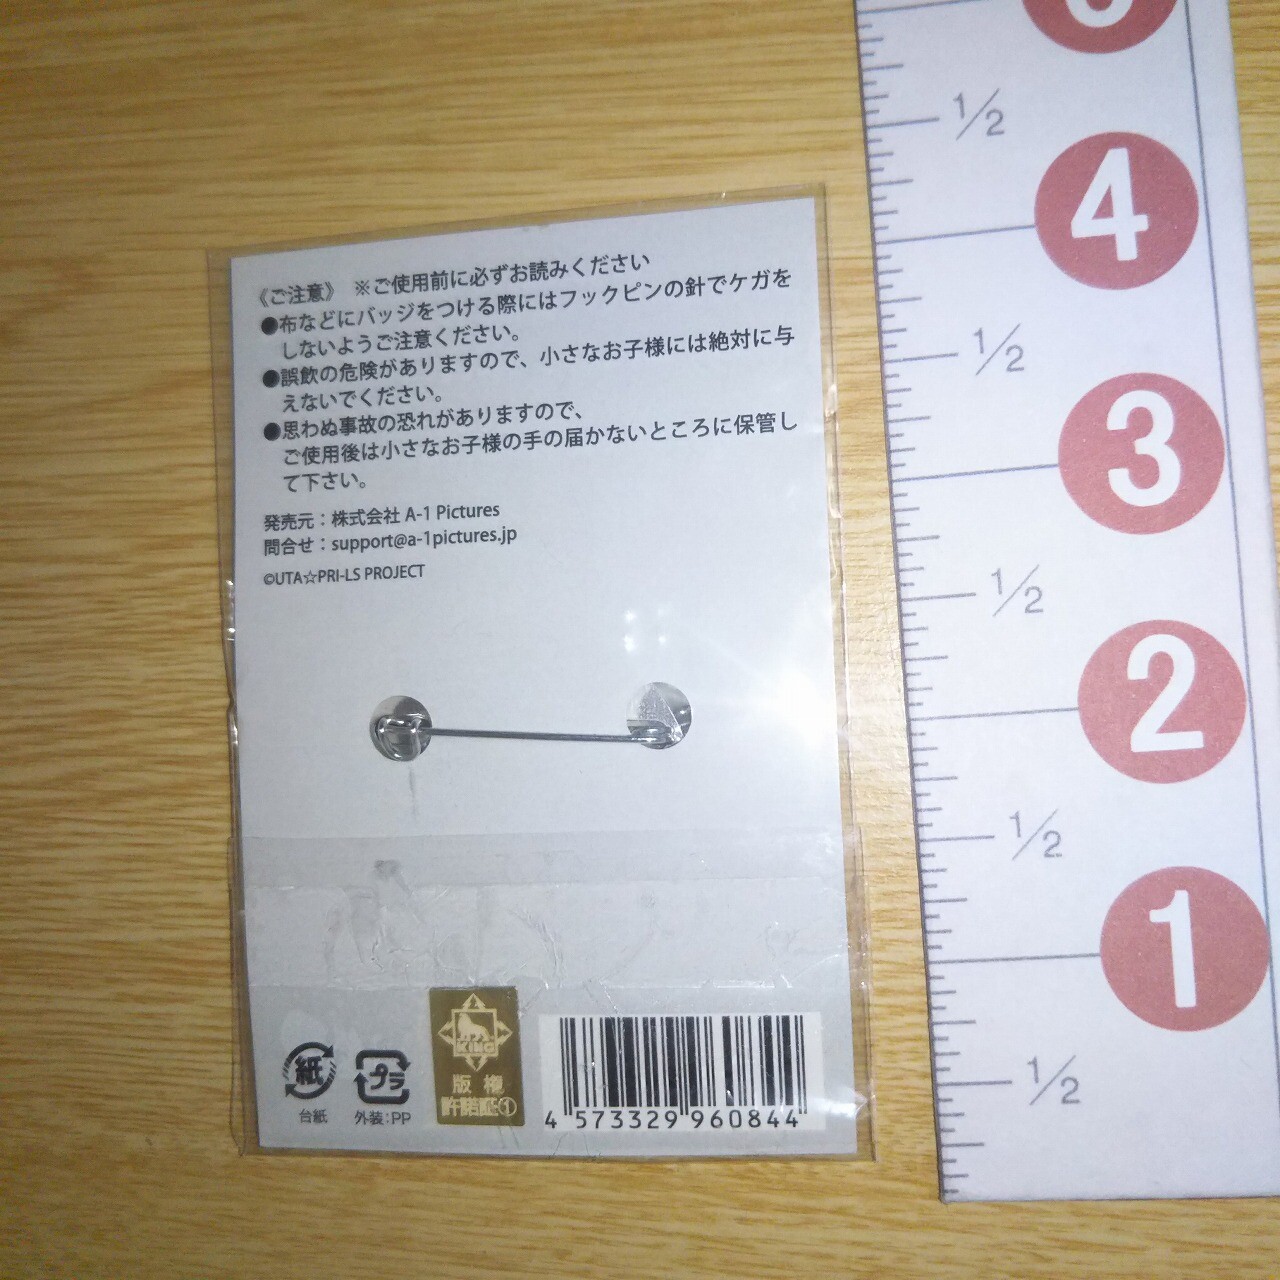 《ご注意》 ※ご使用前に必ずお読みください
●布などにバッジをつける際にはフックピンの針でケガを
しないようご注意ください。
●誤飲の危険がありますので、小さなお子様には絶対に与
えないでください。
●思わぬ事故の恐れがありますので、
ご使用後は小さなお子様の手の届かないところに保管し
て下さい。
発売元：株式会社 A-1 Pictures
問合せ：support@a-1pictures.jp
©UTA☆PRI-LS PROJECT
紙
台紙
プラ
外装:PP
KING
版権
許諾証①
4 573329 960844
1/2
4
1/2
3
1/2
2
1/2
1
1/2